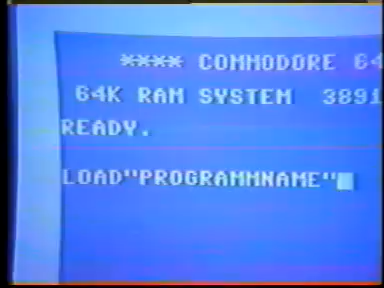 **** COMMODORE 64
64K RAM SYSTEM 3891
READY.
LOAD"PROGRAMMNAME"